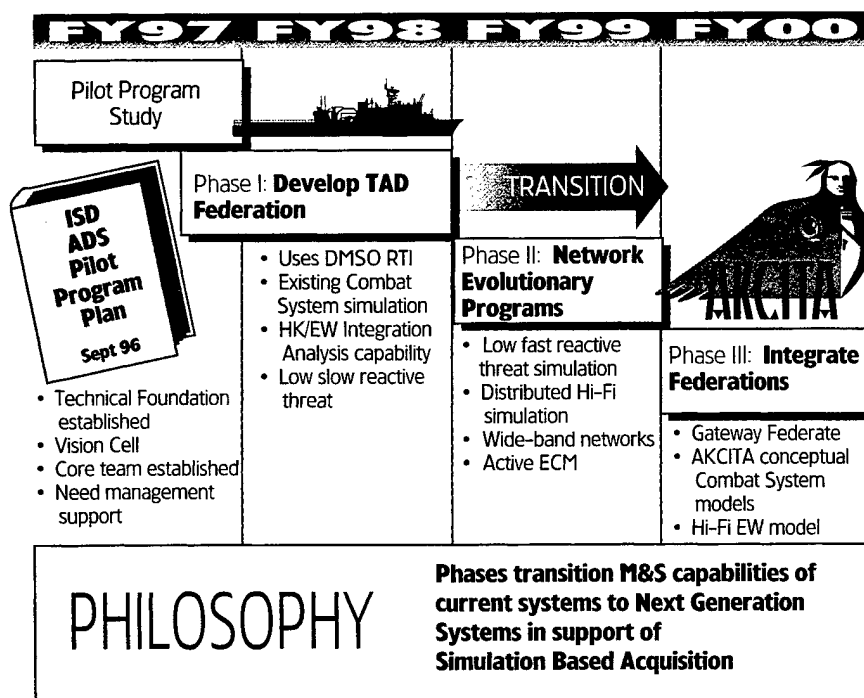 FY97 FY98 FY99 FY00
Pilot Program
Study
ISD
ADS
Pilot
Program
Plan
Sept 96
• Technical Foundation
established
• Vision Cell
• Core team established
• Need management
support
Phase I: Develop TAD
Federation
• Uses DMSO RTI
• Existing Combat
System simulation
• HK/EW Integration
Analysis capability
• Low slow reactive
threat
TRANSITION
Phase II: Network
Evolutionary
Programs
• Low fast reactive
threat simulation
• Distributed Hi-Fi
simulation
• Wide-band networks
• Active ECM
AKCITA
Phase III: Integrate
Federations
• Gateway Federate
• AKCITA conceptual
Combat System
models
• Hi-Fi EW model
PHILOSOPHY
Phases transition M&S capabilities of
current systems to Next Generation
Systems in support of
Simulation Based Acquisition